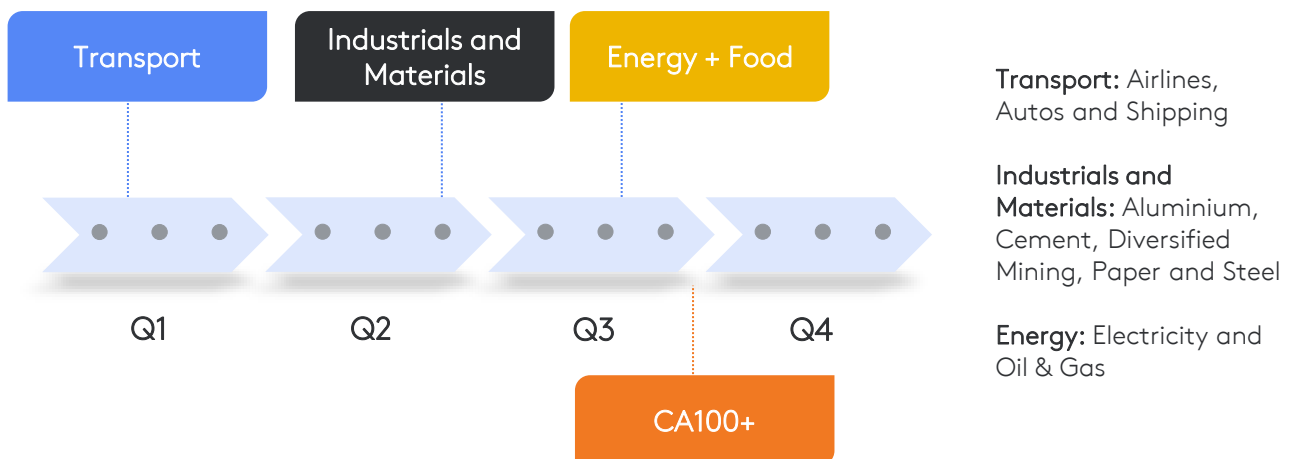 Transport
Industrials and
Materials
Energy + Food
Q1
Q2
Q3
Q4
CA100+
Transport: Airlines,
Autos and Shipping
Industrials and
Materials: Aluminium,
Cement, Diversified
Mining, Paper and Steel
Energy: Electricity and
Oil & Gas